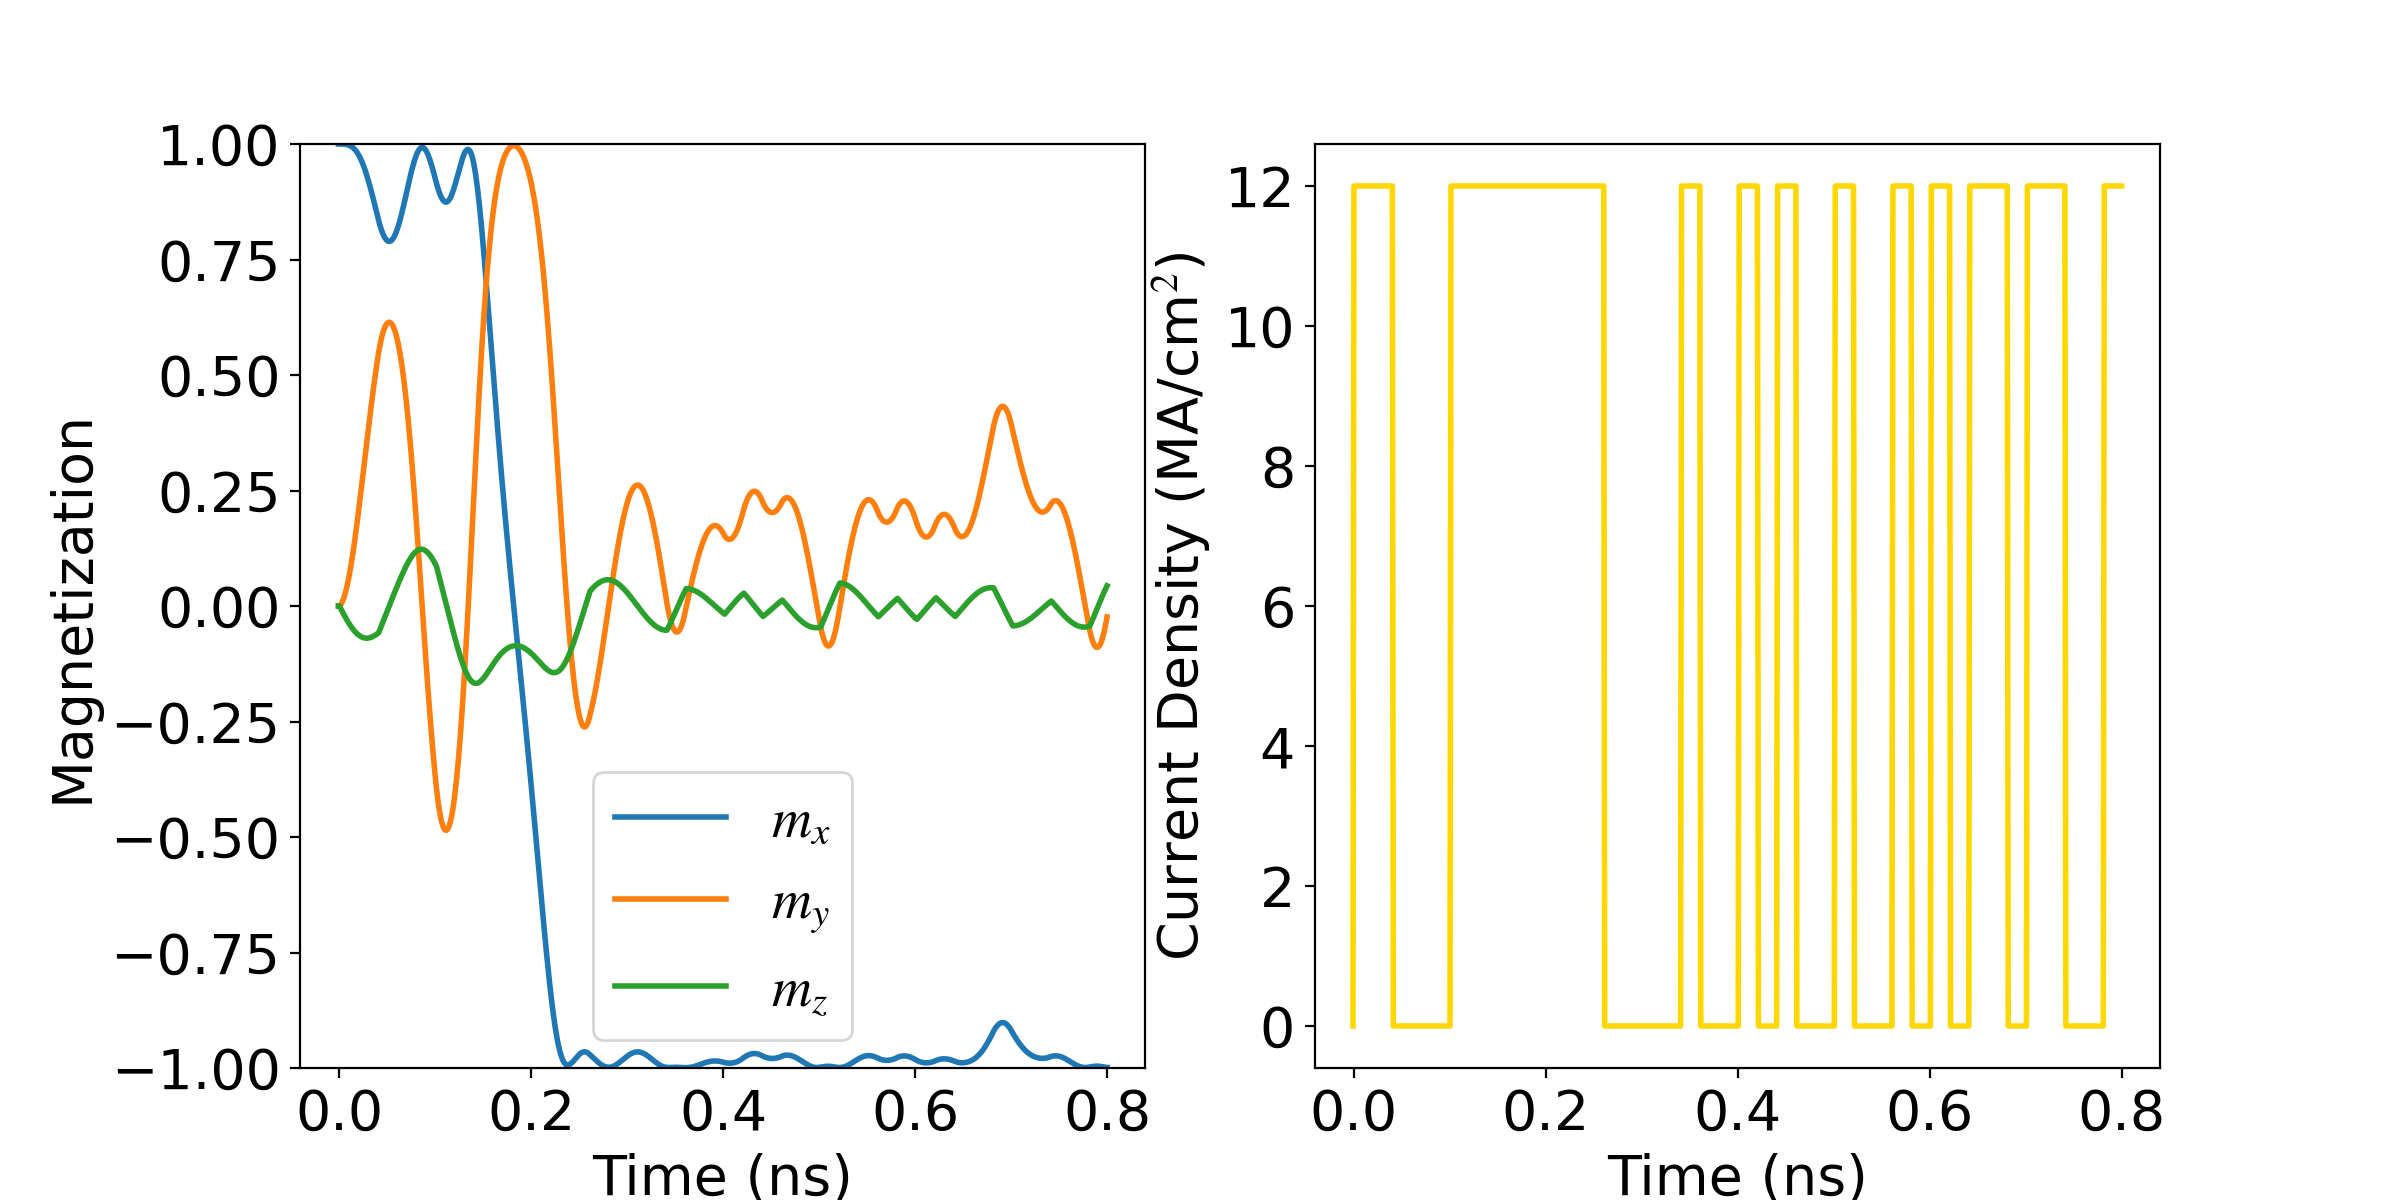 Magnetization
1.00
0.75
0.50
0.25
0.00
−0.25
−0.50
−0.75
−1.00
0.0 0.2 0.4 0.6 0.8
Time (ns)
m_x
m_y
m_z
Current Density (MA/cm²)
12
10
8
6
4
2
0
0.0 0.2 0.4 0.6 0.8
Time (ns)